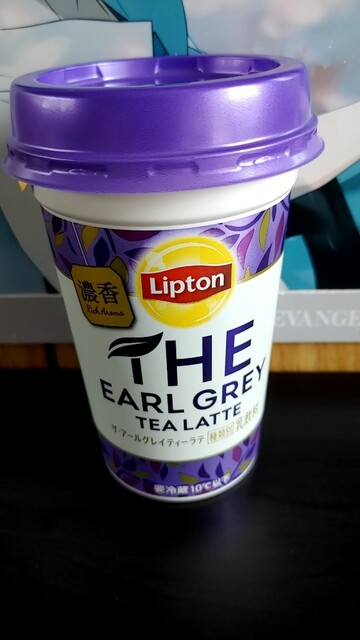 濃香
Rich Aroma
Lipton
THE
EARL GREY
TEA LATTE
ザ・アールグレイティーラテ 種類別 乳飲料
要冷蔵10℃以下
EVANGE